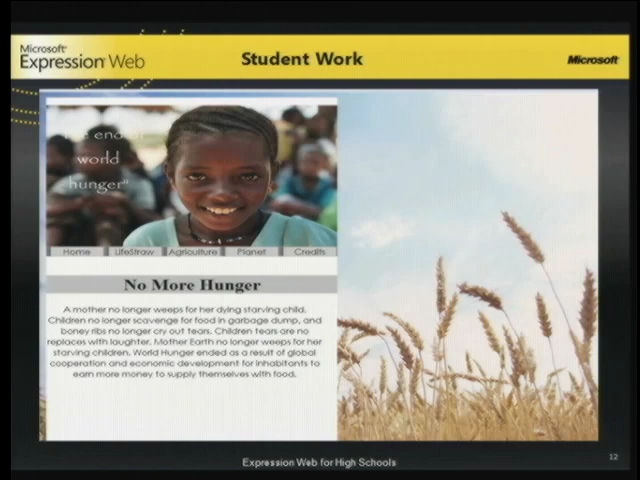 Microsoft
Expression Web
Student Work
Microsoft
end of
world
hunger"
Home LifeStraw Agriculture Planet Credits
No More Hunger
A mother no longer weeps for her dying starving child.
Children no longer scavenge for food in garbage dump, and
boney ribs no longer cry out tears. Children tears are no
replaces with laughter. Mother Earth no longer weeps for her
starving children. World Hunger ended as a result of global
cooperation and economic development for inhabitants to
earn more money to supply themselves with food.
Expression Web for High Schools
12